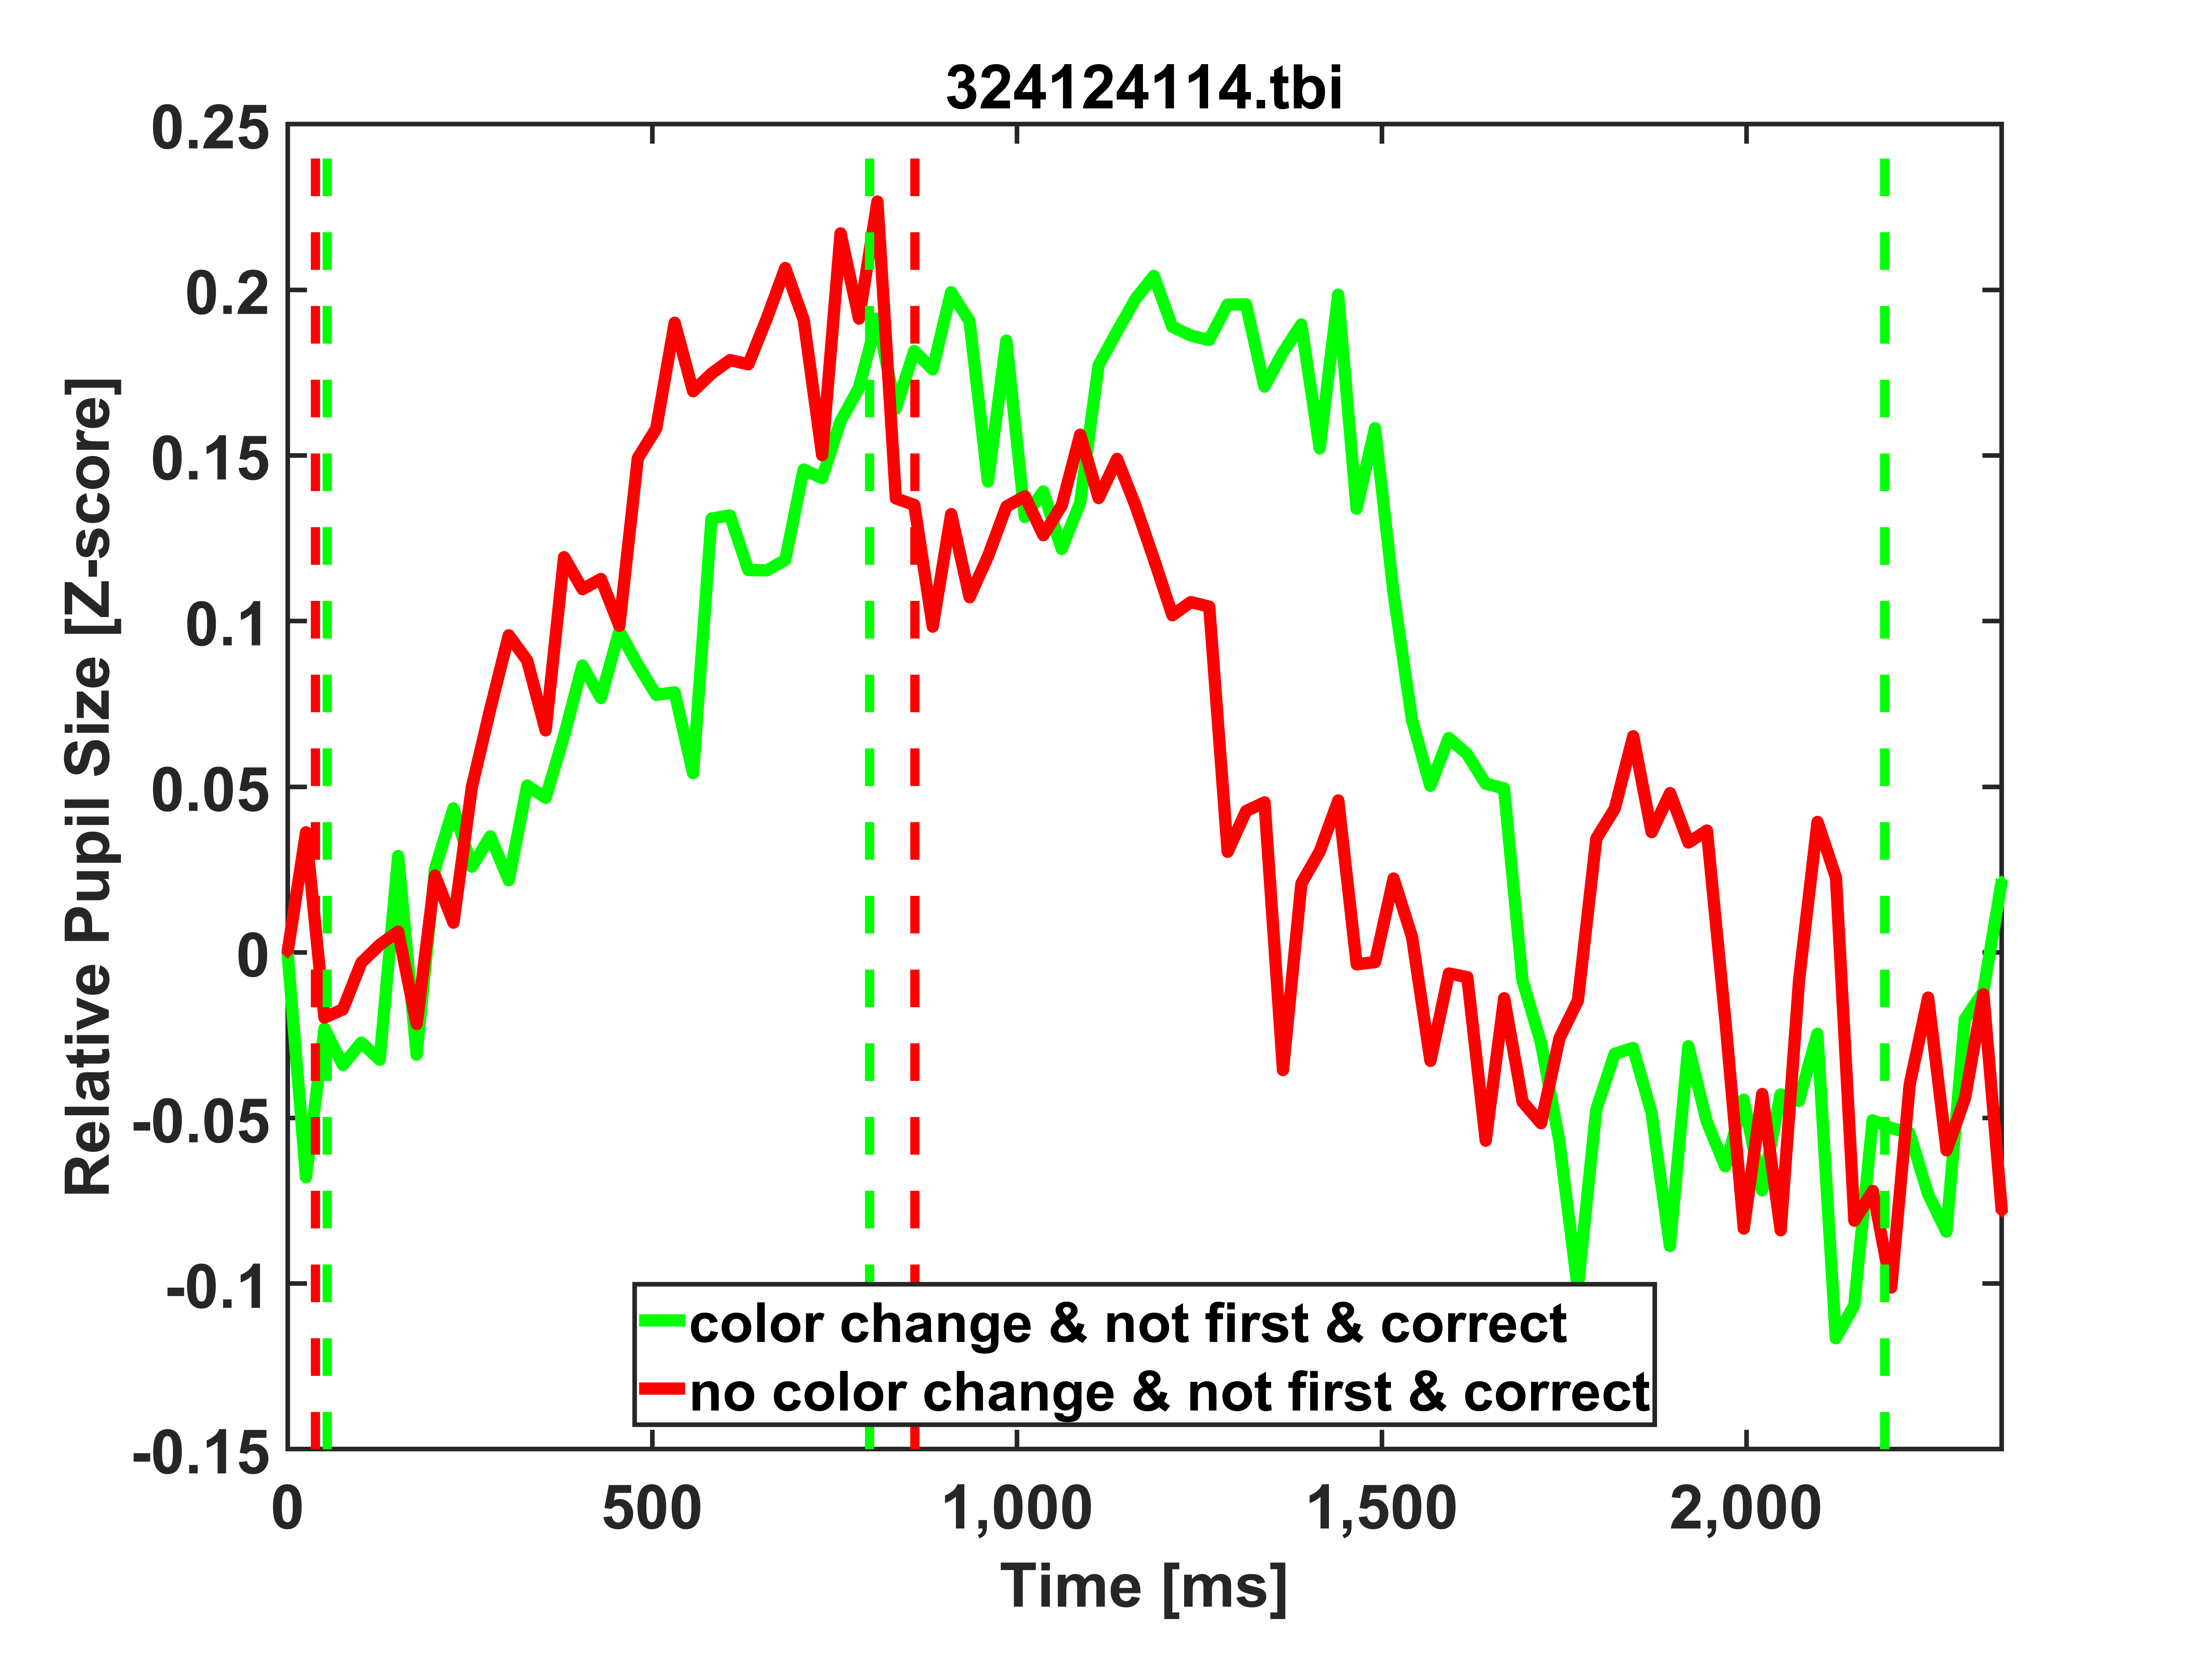 324124114.tbi
0.25
0.2
0.15
0.1
0.05
0
-0.05
-0.1
-0.15
Relative Pupil Size [Z-score]
color change & not first & correct
no color change & not first & correct
0 500 1,000 1,500 2,000
Time [ms]